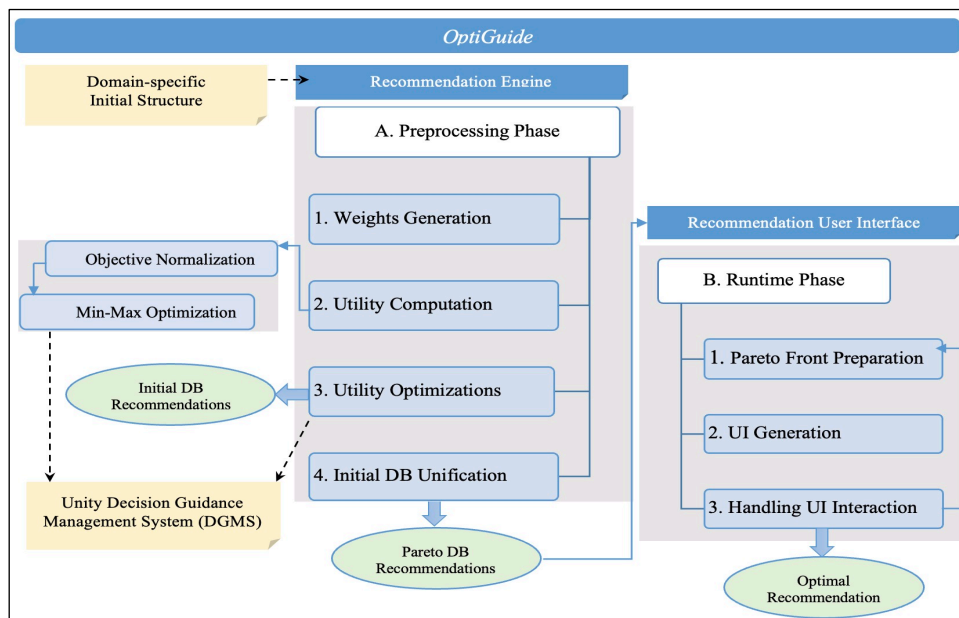 OptiGuide
Domain-specific
Initial Structure
Recommendation Engine
A. Preprocessing Phase
1. Weights Generation
Recommendation User Interface
Objective Normalization
B. Runtime Phase
2. Utility Computation
Min-Max Optimization
1. Pareto Front Preparation
Initial DB
Recommendations
3. Utility Optimizations
2. UI Generation
4. Initial DB Unification
Unity Decision Guidance
Management System (DGMS)
3. Handling UI Interaction
Pareto DB
Recommendations
Optimal
Recommendation